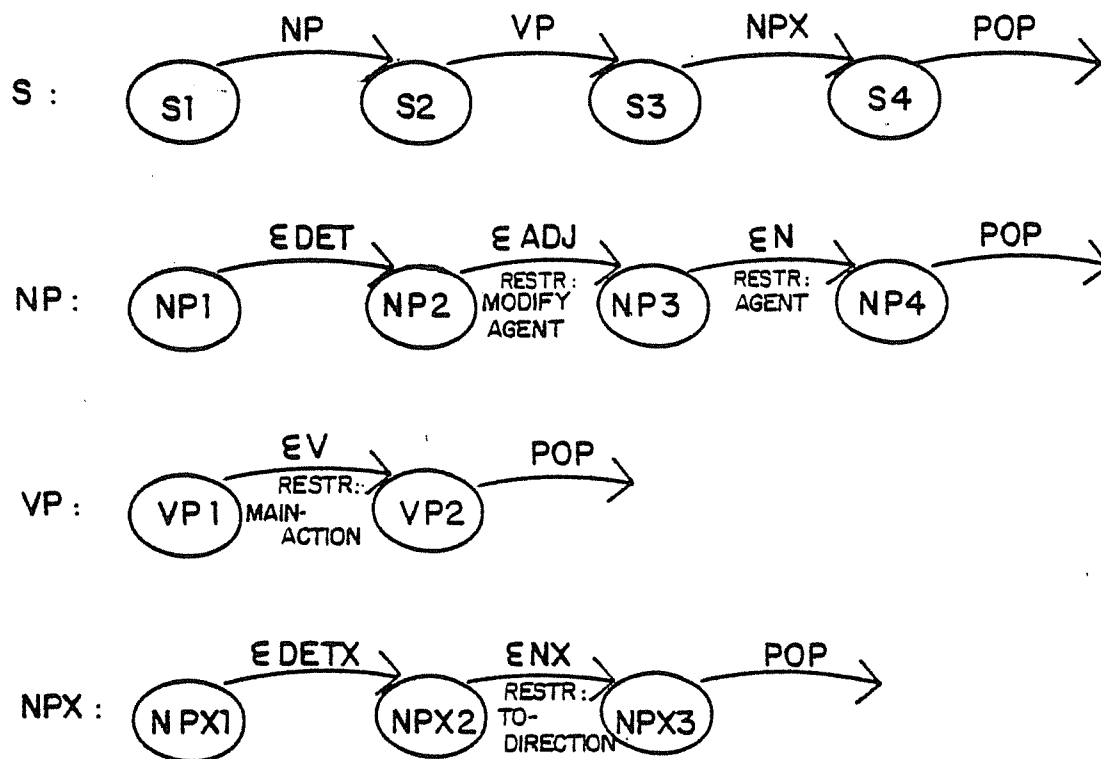 NP VP NPX POP
S : S1 S2 S3 S4
ε DET ε ADJ εN POP
NP : NP1 NP2 RESTR : MODIFY AGENT NP3 RESTR : AGENT NP4
εV POP
VP : VP1 RESTR: MAIN-ACTION VP2
ε DETX ε NX POP
NPX : NPX1 NPX2 RESTR : TO-DIRECTION NPX3